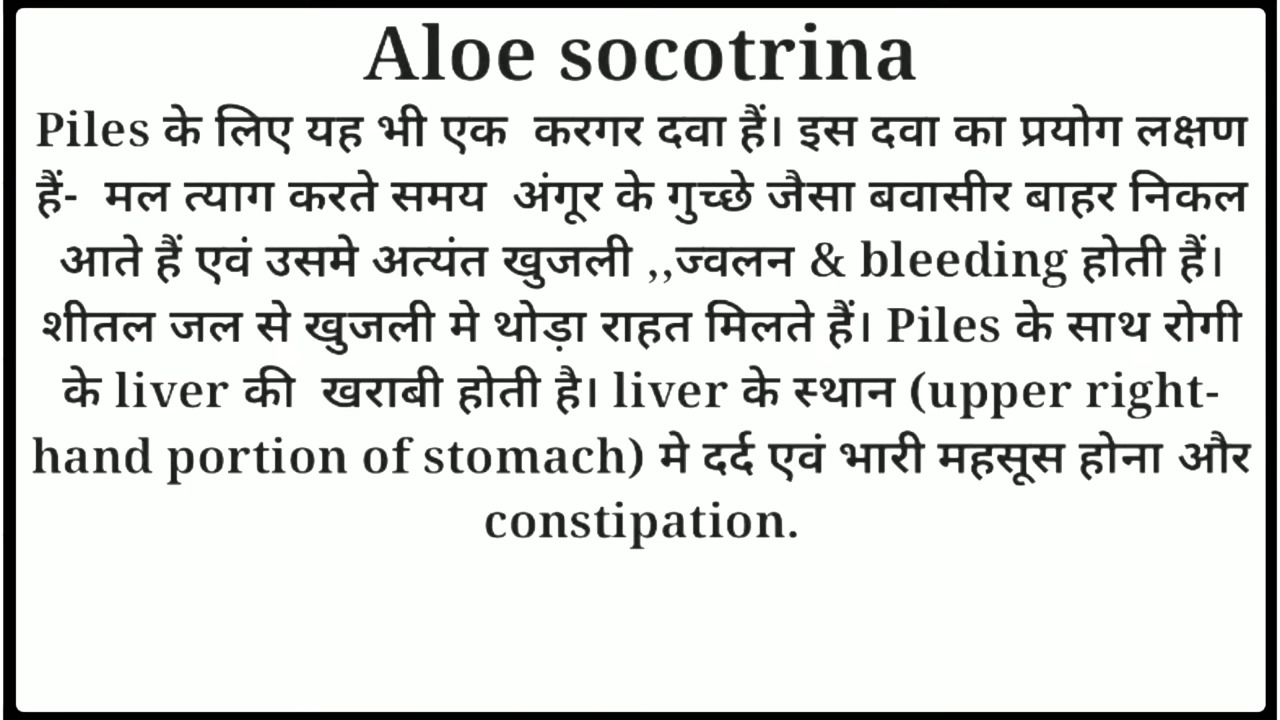 Aloe socotrina
Piles के लिए यह भी एक करगर दवा हैं। इस दवा का प्रयोग लक्षण
हैं- मल त्याग करते समय अंगूर के गुच्छे जैसा बवासीर बाहर निकल
आते हैं एवं उसमे अत्यंत खुजली ,,ज्वलन & bleeding होती हैं।
शीतल जल से खुजली मे थोड़ा राहत मिलते हैं। Piles के साथ रोगी
के liver की खराबी होती है। liver के स्थान (upper right-
hand portion of stomach) मे दर्द एवं भारी महसूस होना और
constipation.